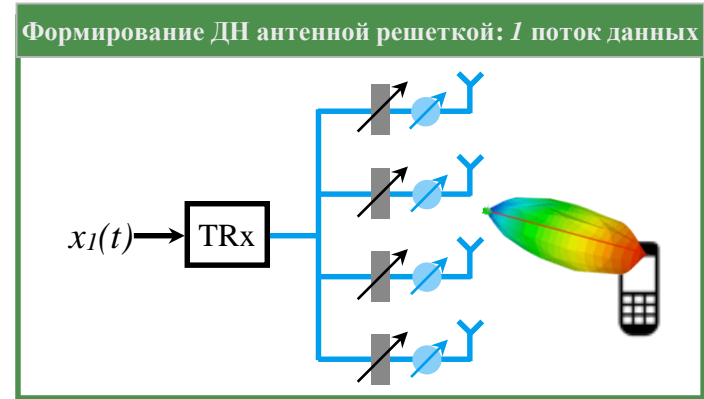 Формирование ДН антенной решеткой: 1 поток данных
x1(t)
TRx